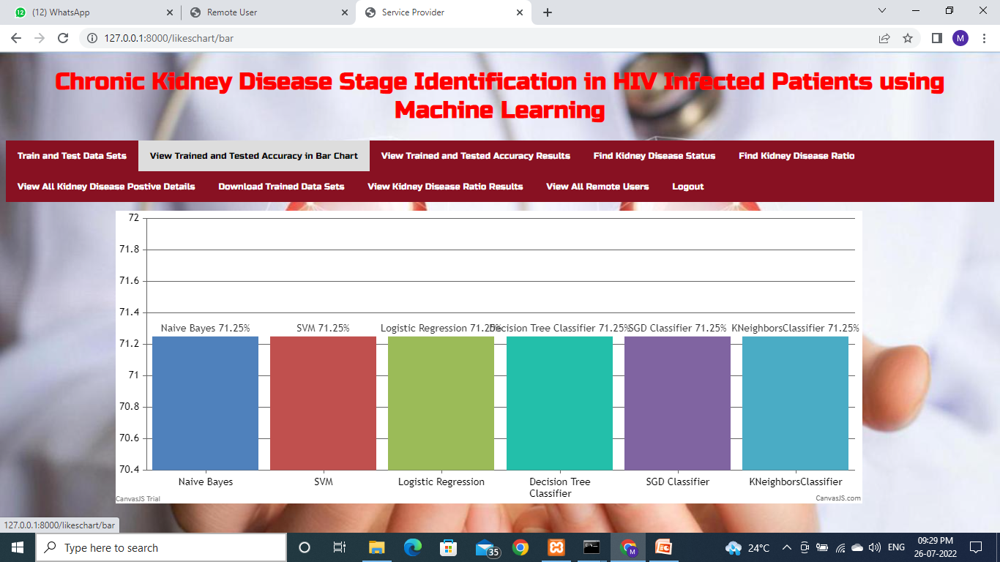 12
(12) WhatsApp
Remote User
Service Provider
127.0.0.1:8000/likeschart/bar
M
Chronic Kidney Disease Stage Identification in HIV Infected Patients using
Machine Learning
Train and Test Data Sets View Trained and Tested Accuracy in Bar Chart View Trained and Tested Accuracy Results Find Kidney Disease Status Find Kidney Disease Ratio
View All Kidney Disease Postive Details Download Trained Data Sets View Kidney Disease Ratio Results View All Remote Users Logout
72
71.8
71.6
71.4
Naive Bayes 71.25% SVM 71.25% Logistic Regression 71.25% Decision Tree Classifier 71.25% SGD Classifier 71.25% KNeighborsClassifier 71.25%
71.2
71
70.8
70.6
70.4
Naive Bayes SVM Logistic Regression Decision Tree SGD Classifier KNeighborsClassifier
Classifier
CanvasJS Trial CanvasJS.com
127.0.0.1:8000/likeschart/bar
Type here to search
35
M
24°C
ENG
09:29 PM
26-07-2022